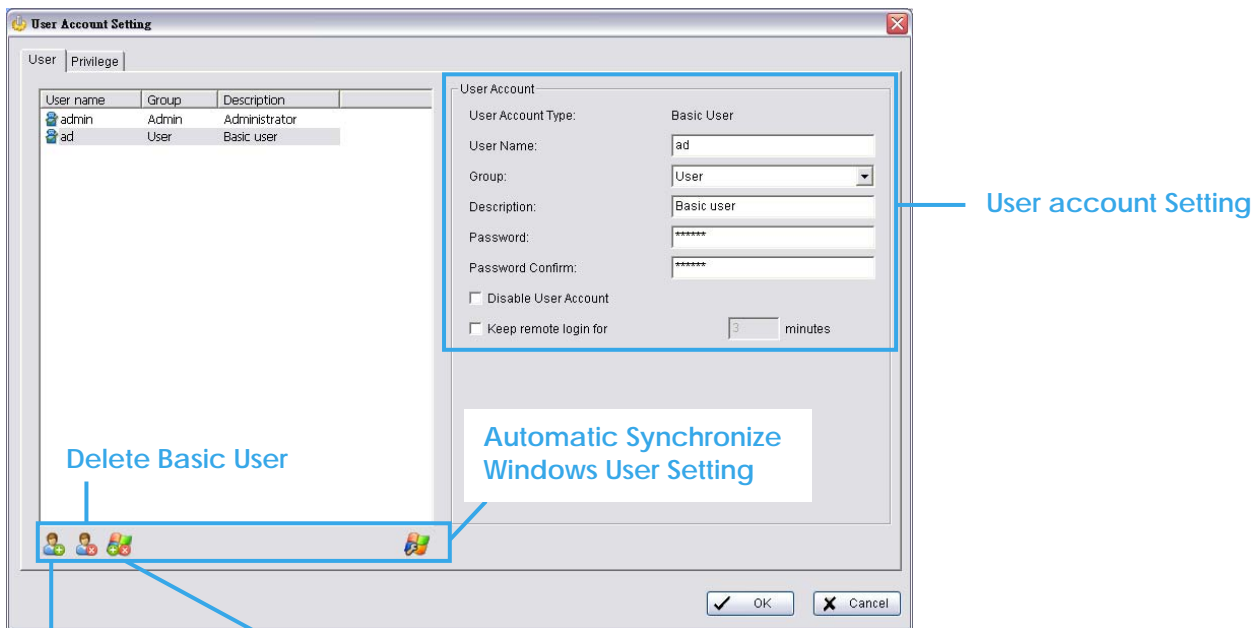 User Account Setting
User Privilege
User name Group Description
admin Admin Administrator
ad User Basic user
User Account
User Account Type: Basic User
User Name: ad
Group: User
Description: Basic user
Password: ******
Password Confirm: ******
Disable User Account
Keep remote login for 3 minutes
User account Setting
Automatic Synchronize
Windows User Setting
Delete Basic User
OK Cancel